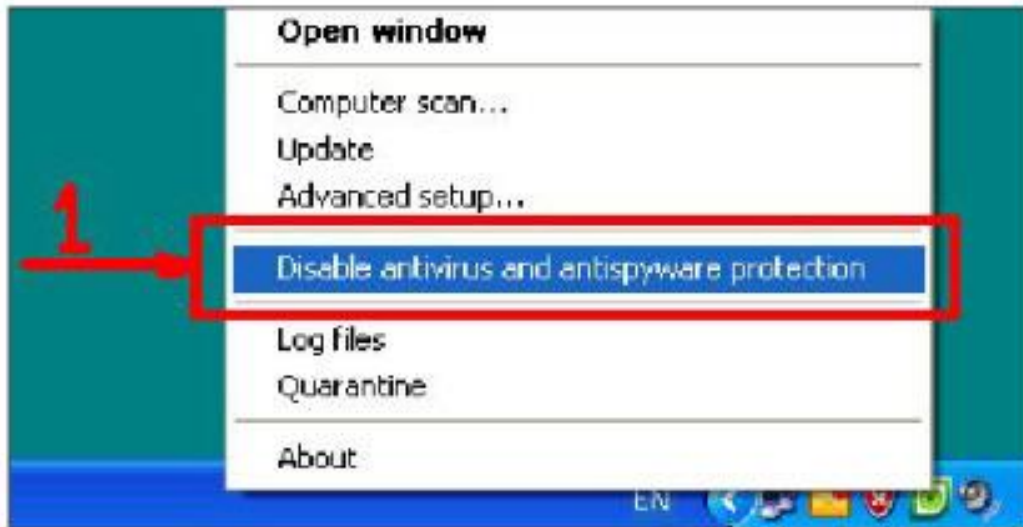 Open window
Computer scan...
Update
Advanced setup...
1
Disable antivirus and antispyware protection
Log files
Quarantine
About
EN